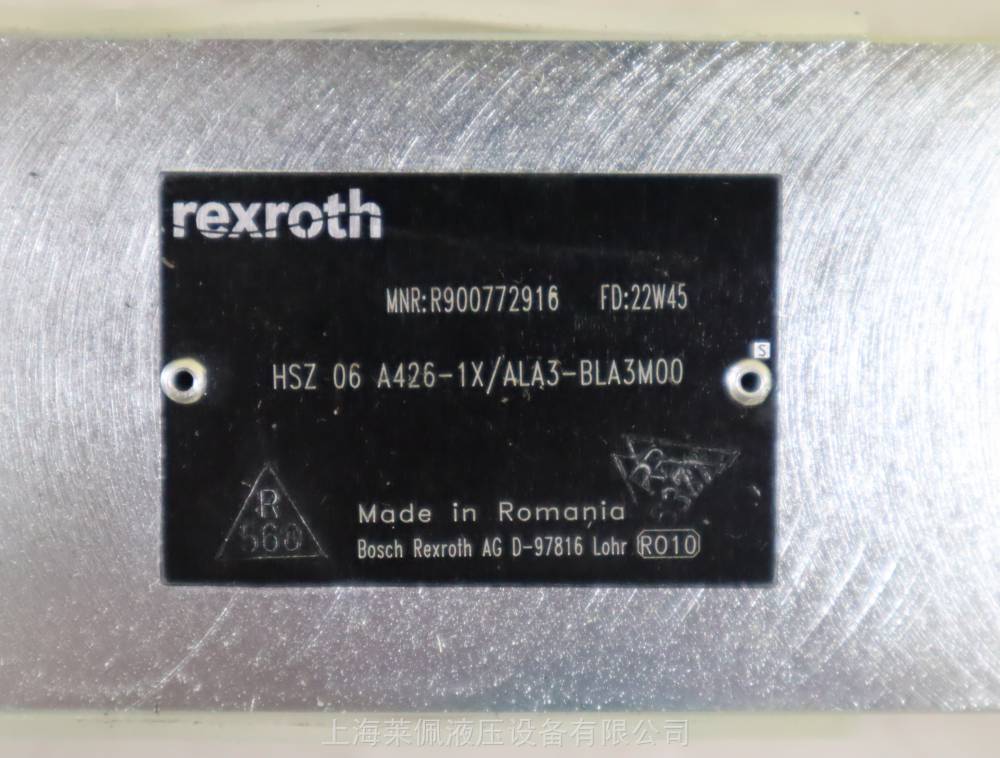 rexroth
MNR:R900772916 FD:22W45
S
HSZ 06 A426-1X/ALA3-BLA3M00
R
560
Made in Romania
Bosch Rexroth AG D-97816 Lohr RO10
上海莱佩液压设备有限公司